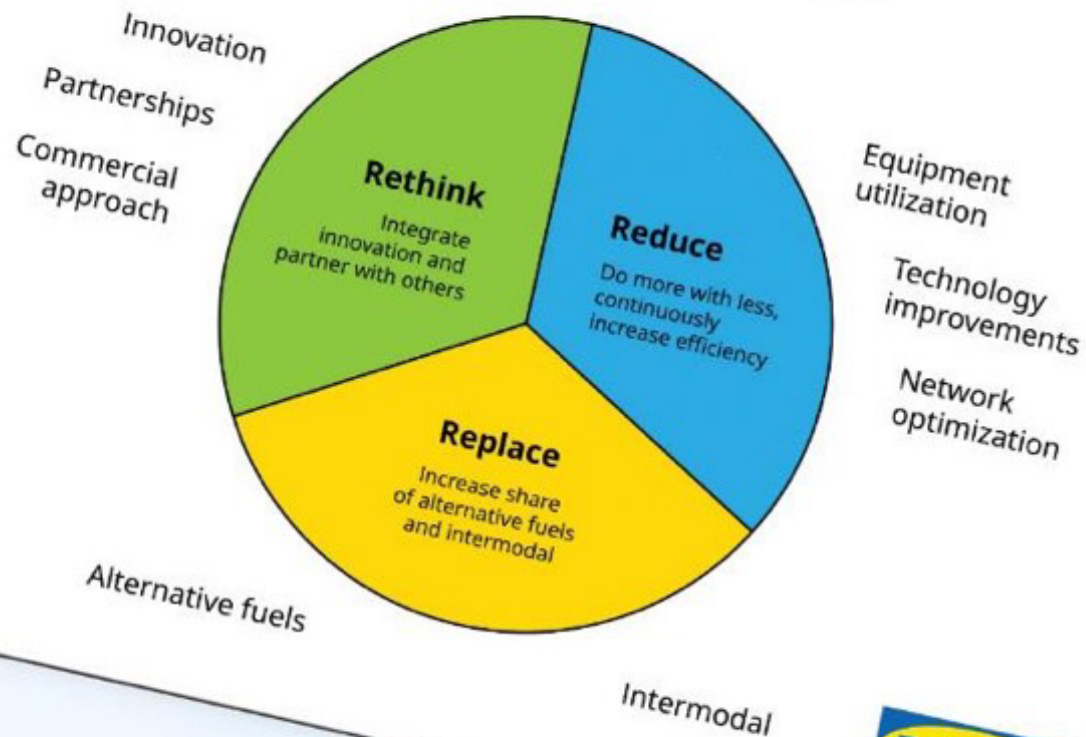 Innovation
Partnerships
Commercial
approach
Rethink
Integrate
innovation and
partner with others
Reduce
Do more with less,
continuously
increase efficiency
Equipment
utilization
Technology
improvements
Network
optimization
Replace
Increase share
of alternative fuels
and intermodal
Alternative fuels
Intermodal